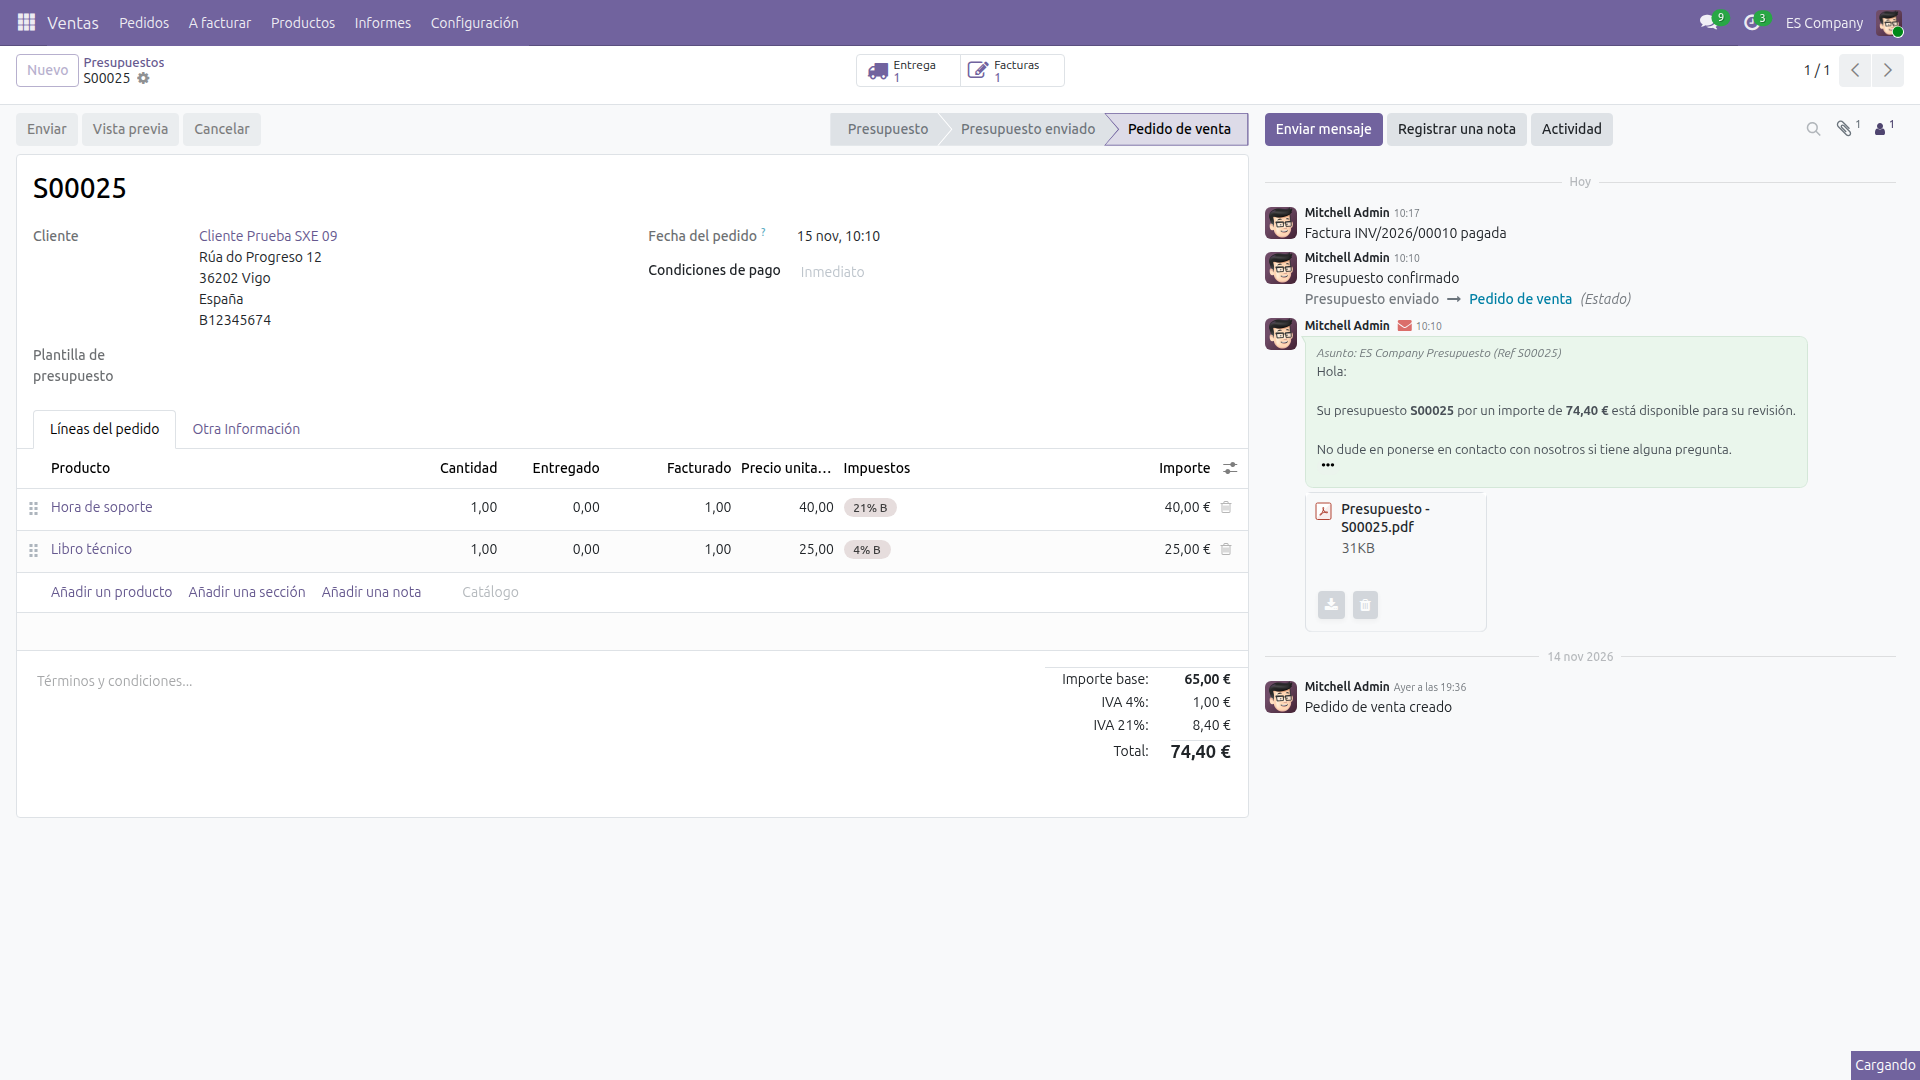 Ventas Pedidos A facturar Productos Informes Configuración 9 3 ES Company
Nuevo Presupuestos
S00025
Entrega 1
Facturas 1
1 / 1
Enviar Vista previa Cancelar Presupuesto Presupuesto enviado Pedido de venta
S00025
Cliente Cliente Prueba SXE 09
Rúa do Progreso 12
36202 Vigo
España
B12345674
Fecha del pedido ? 15 nov, 10:10
Condiciones de pago Inmediato
Plantilla de
presupuesto
Líneas del pedido Otra Información
Producto Cantidad Entregado Facturado Precio unita... Impuestos Importe
Hora de soporte 1,00 0,00 1,00 40,00 21% B 40,00 €
Libro técnico 1,00 0,00 1,00 25,00 4% B 25,00 €
Añadir un producto Añadir una sección Añadir una nota Catálogo
Términos y condiciones...
Importe base: 65,00 €
IVA 4%: 1,00 €
IVA 21%: 8,40 €
Total: 74,40 €
Enviar mensaje Registrar una nota Actividad 1 1
Hoy
Mitchell Admin 10:17
Factura INV/2026/00010 pagada
Mitchell Admin 10:10
Presupuesto confirmado
Presupuesto enviado → Pedido de venta (Estado)
Mitchell Admin 10:10
Asunto: ES Company Presupuesto (Ref S00025)
Hola:
Su presupuesto S00025 por un importe de 74,40 € está disponible para su revisión.
No dude en ponerse en contacto con nosotros si tiene alguna pregunta.
Presupuesto -
S00025.pdf
31KB
14 nov 2026
Mitchell Admin Ayer a las 19:36
Pedido de venta creado
Cargando